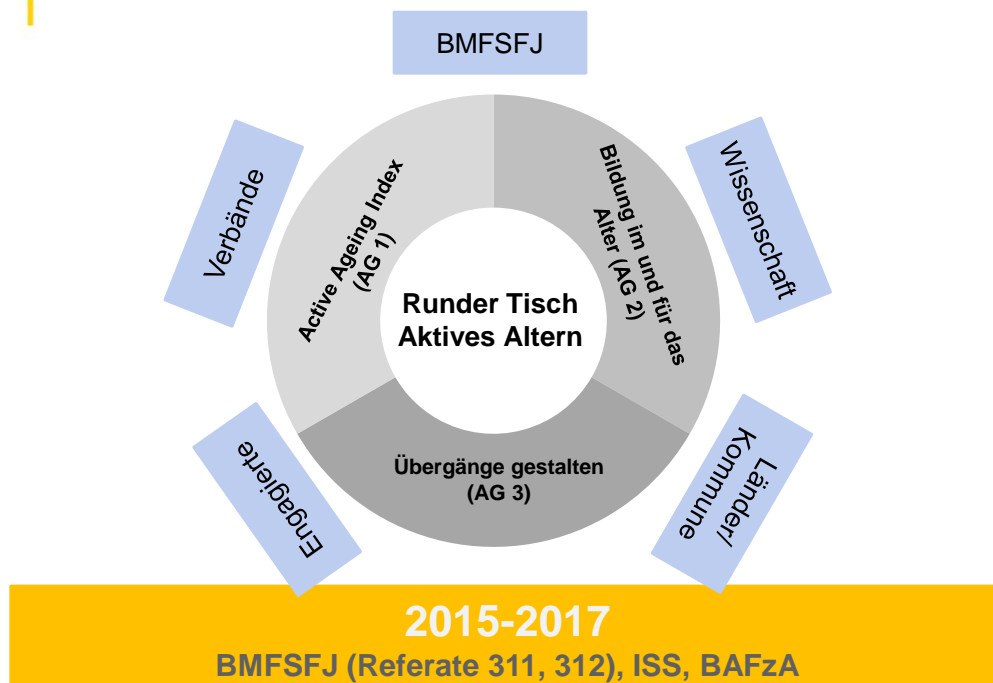 BMFSFJ
Verbände
Wissenschaft
Active Ageing Index
(AG 1)
Bildung im und für das
Alter (AG 2)
Runder Tisch
Aktives Altern
Übergänge gestalten
(AG 3)
Engagierte
Länder/
Kommune
2015-2017
BMFSFJ (Referate 311, 312), ISS, BAFzA